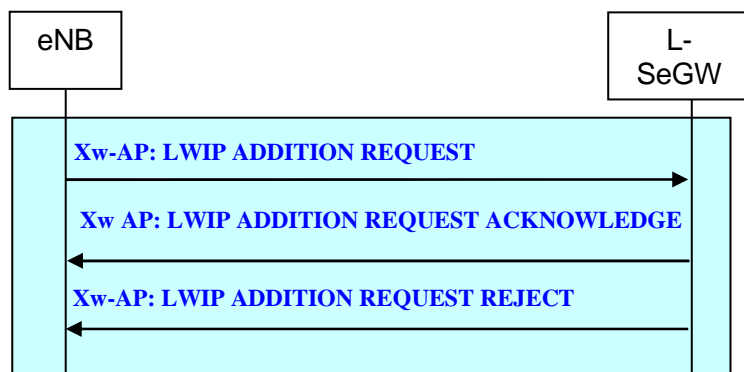 eNB
L-
SeGW
Xw-AP: LWIP ADDITION REQUEST
Xw AP: LWIP ADDITION REQUEST ACKNOWLEDGE
Xw-AP: LWIP ADDITION REQUEST REJECT